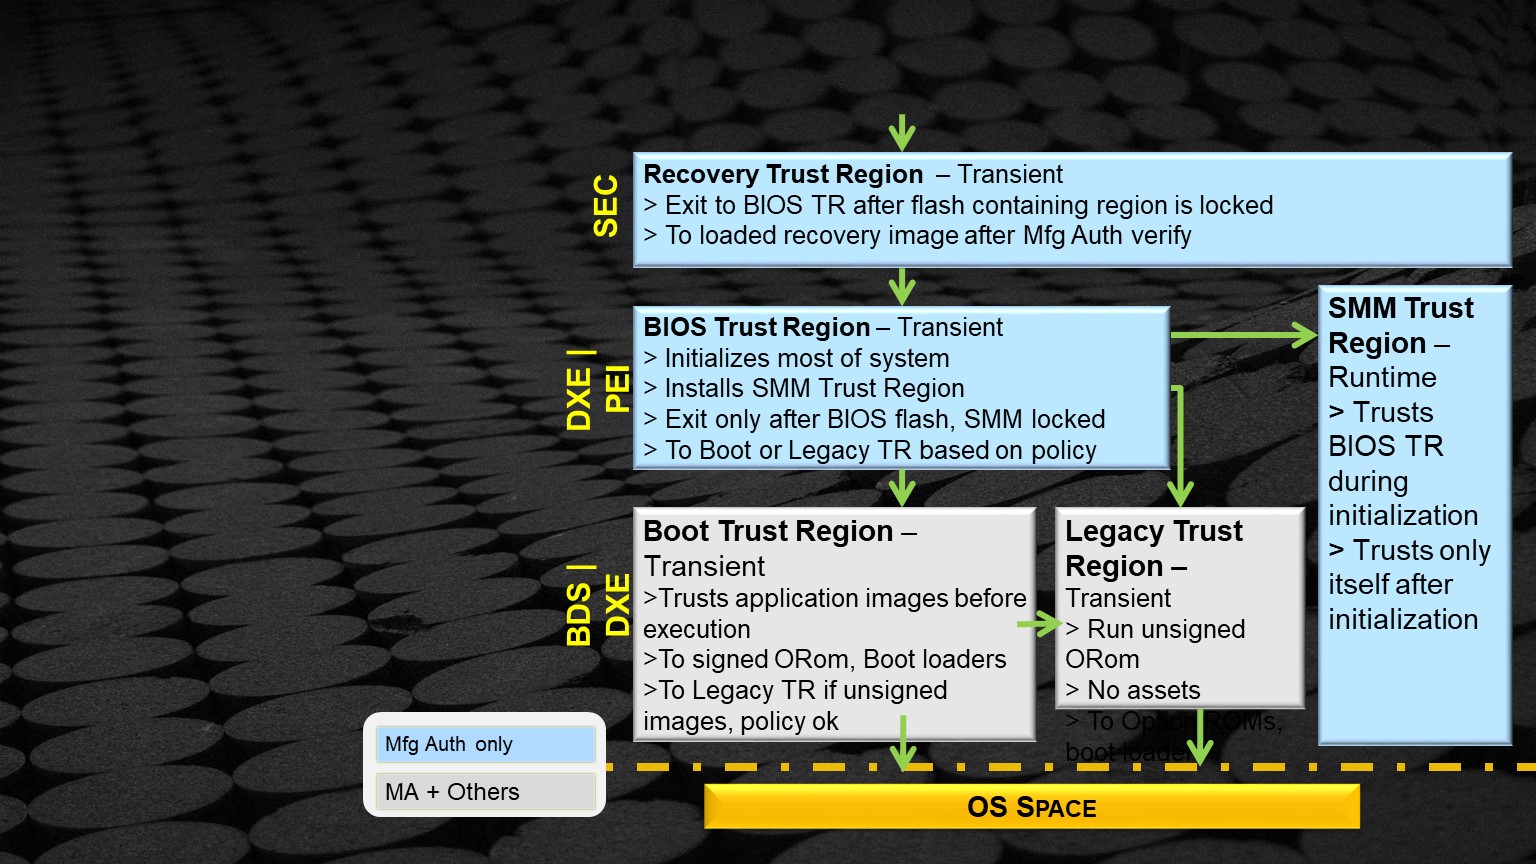 SEC
Recovery Trust Region – Transient
> Exit to BIOS TR after flash containing region is locked
> To loaded recovery image after Mfg Auth verify
DXE |
PEI
BIOS Trust Region – Transient
> Initializes most of system
> Installs SMM Trust Region
> Exit only after BIOS flash, SMM locked
> To Boot or Legacy TR based on policy
SMM Trust
Region –
Runtime
> Trusts
BIOS TR
during
initialization
> Trusts only
itself after
initialization
BDS |
DXE
Boot Trust Region –
Transient
>Trusts application images before
execution
>To signed ORom, Boot loaders
>To Legacy TR if unsigned
images, policy ok
Legacy Trust
Region –
Transient
> Run unsigned
ORom
> No assets
> To Option ROMs,
boot loader
Mfg Auth only
MA + Others
OS SPACE